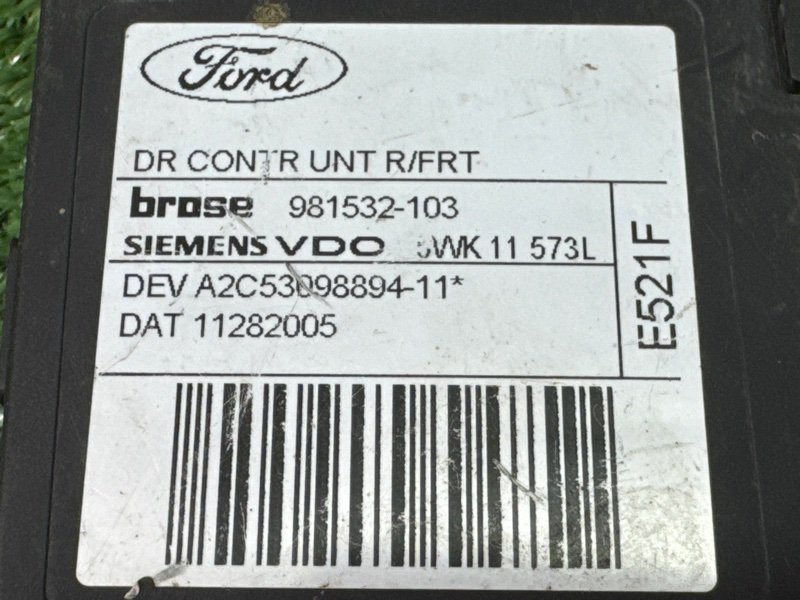 Ford
DR CONTR UNT R/FRT
brose 981532-103
SIEMENS VDO 5WK 11 573L
DEV A2C53098894-11*
DAT 11282005
E521F